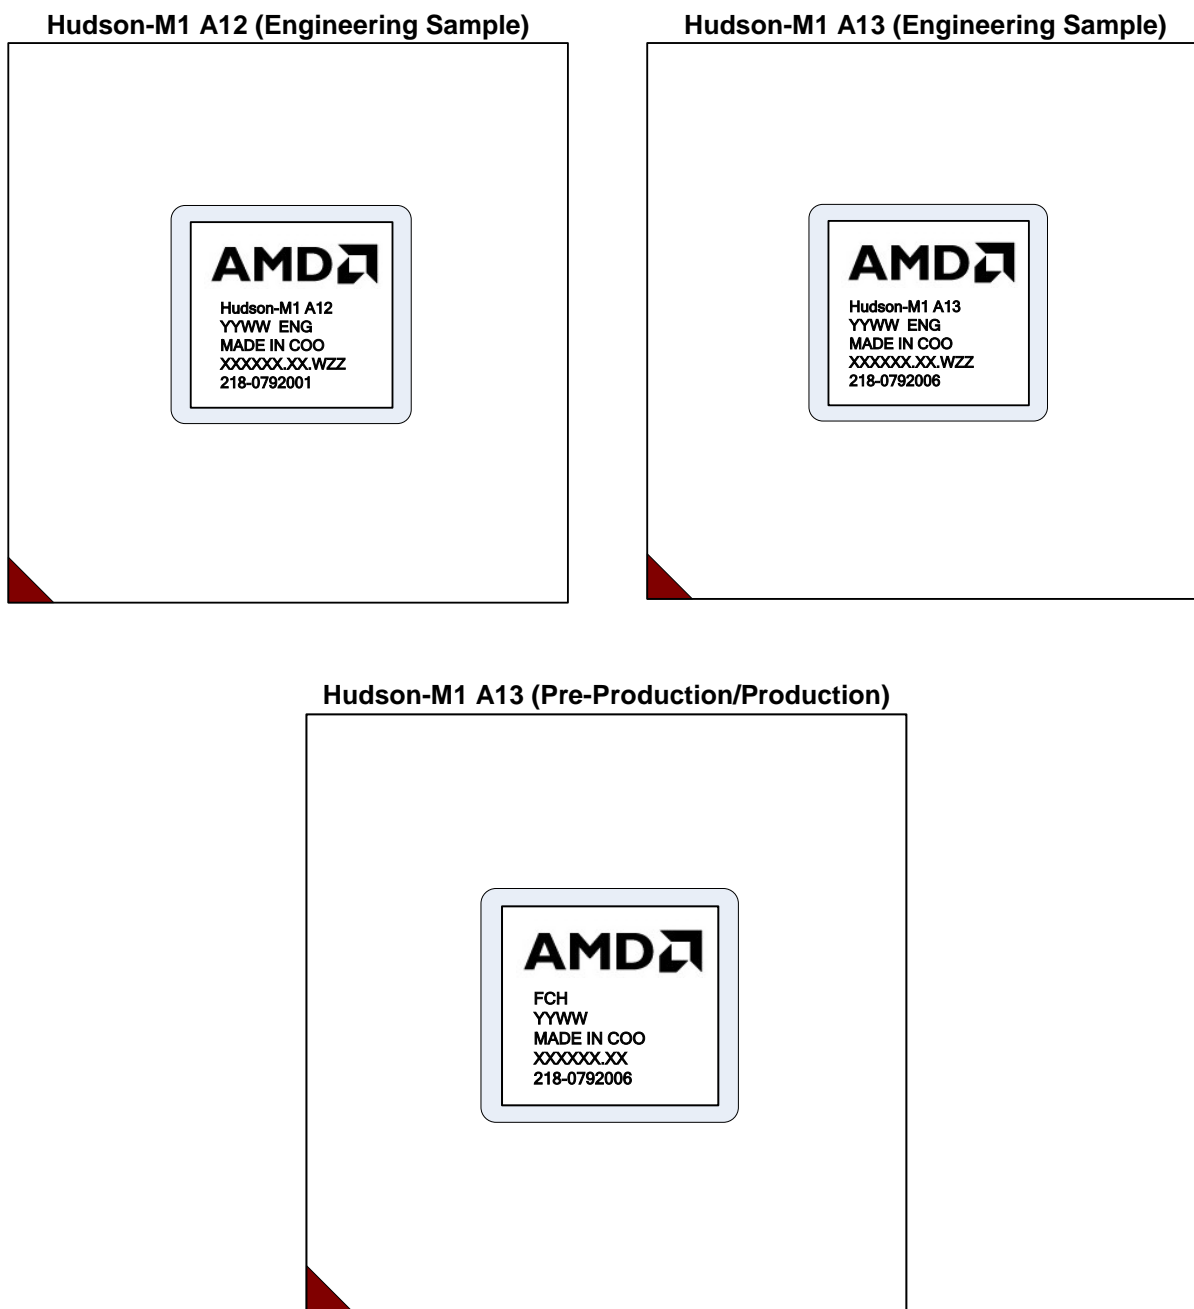 Hudson-M1 A12 (Engineering Sample)
AMD
Hudson-M1 A12
YYWW ENG
MADE IN COO
XXXXXX.XX.WZZ
218-0792001
Hudson-M1 A13 (Engineering Sample)
AMD
Hudson-M1 A13
YYWW ENG
MADE IN COO
XXXXXX.XX.WZZ
218-0792006
Hudson-M1 A13 (Pre-Production/Production)
AMD
FCH
YYWW
MADE IN COO
XXXXXX.XX
218-0792006